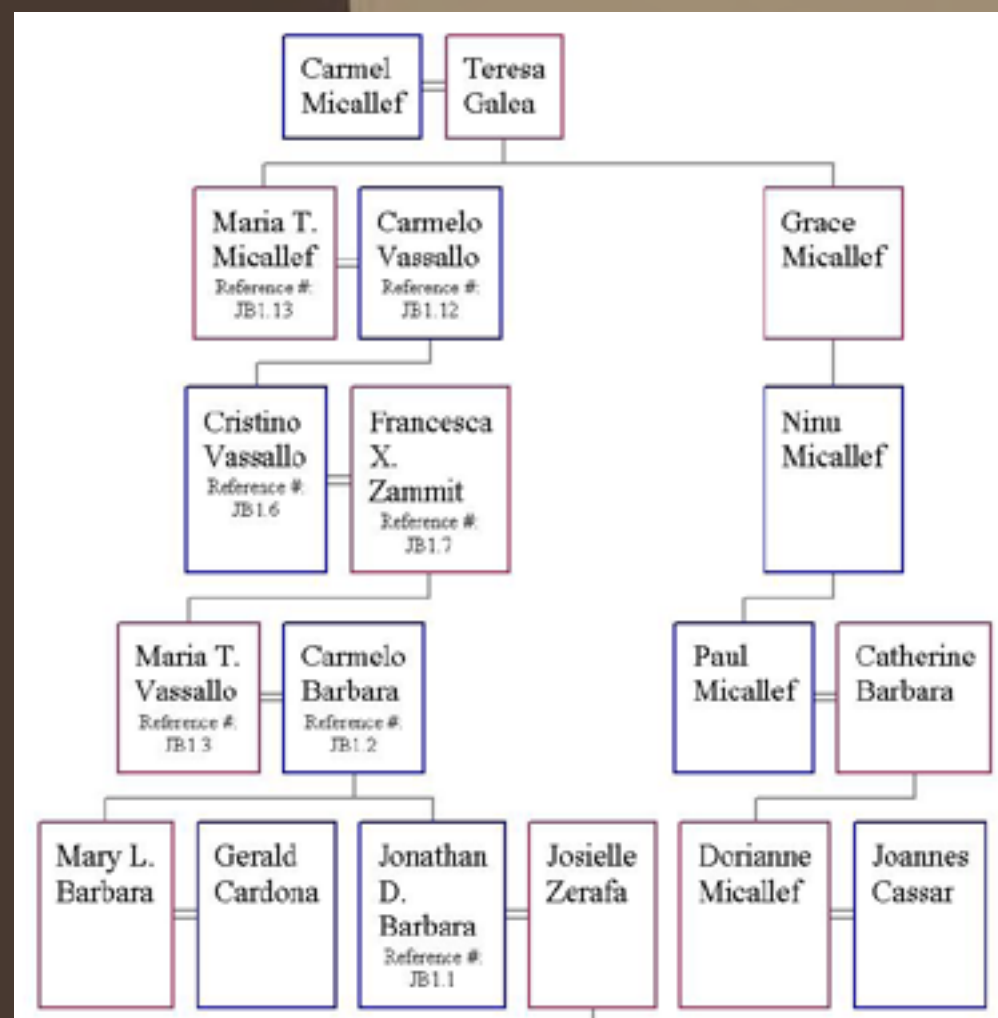 Carmel
Micallef
Teresa
Galea
Maria T.
Micallef
Reference #:
JB1.13
Carmelo
Vassallo
Reference #:
JB1.12
Grace
Micallef
Cristino
Vassallo
Reference #:
JB1.6
Francesca
X.
Zammit
Reference #:
JB1.7
Ninu
Micallef
Maria T.
Vassallo
Reference #:
JB1.3
Carmelo
Barbara
Reference #:
JB1.2
Paul
Micallef
Catherine
Barbara
Mary L.
Barbara
Gerald
Cardona
Jonathan
D.
Barbara
Reference #:
JB1.1
Josielle
Zerafa
Dorianne
Micallef
Joannes
Cassar